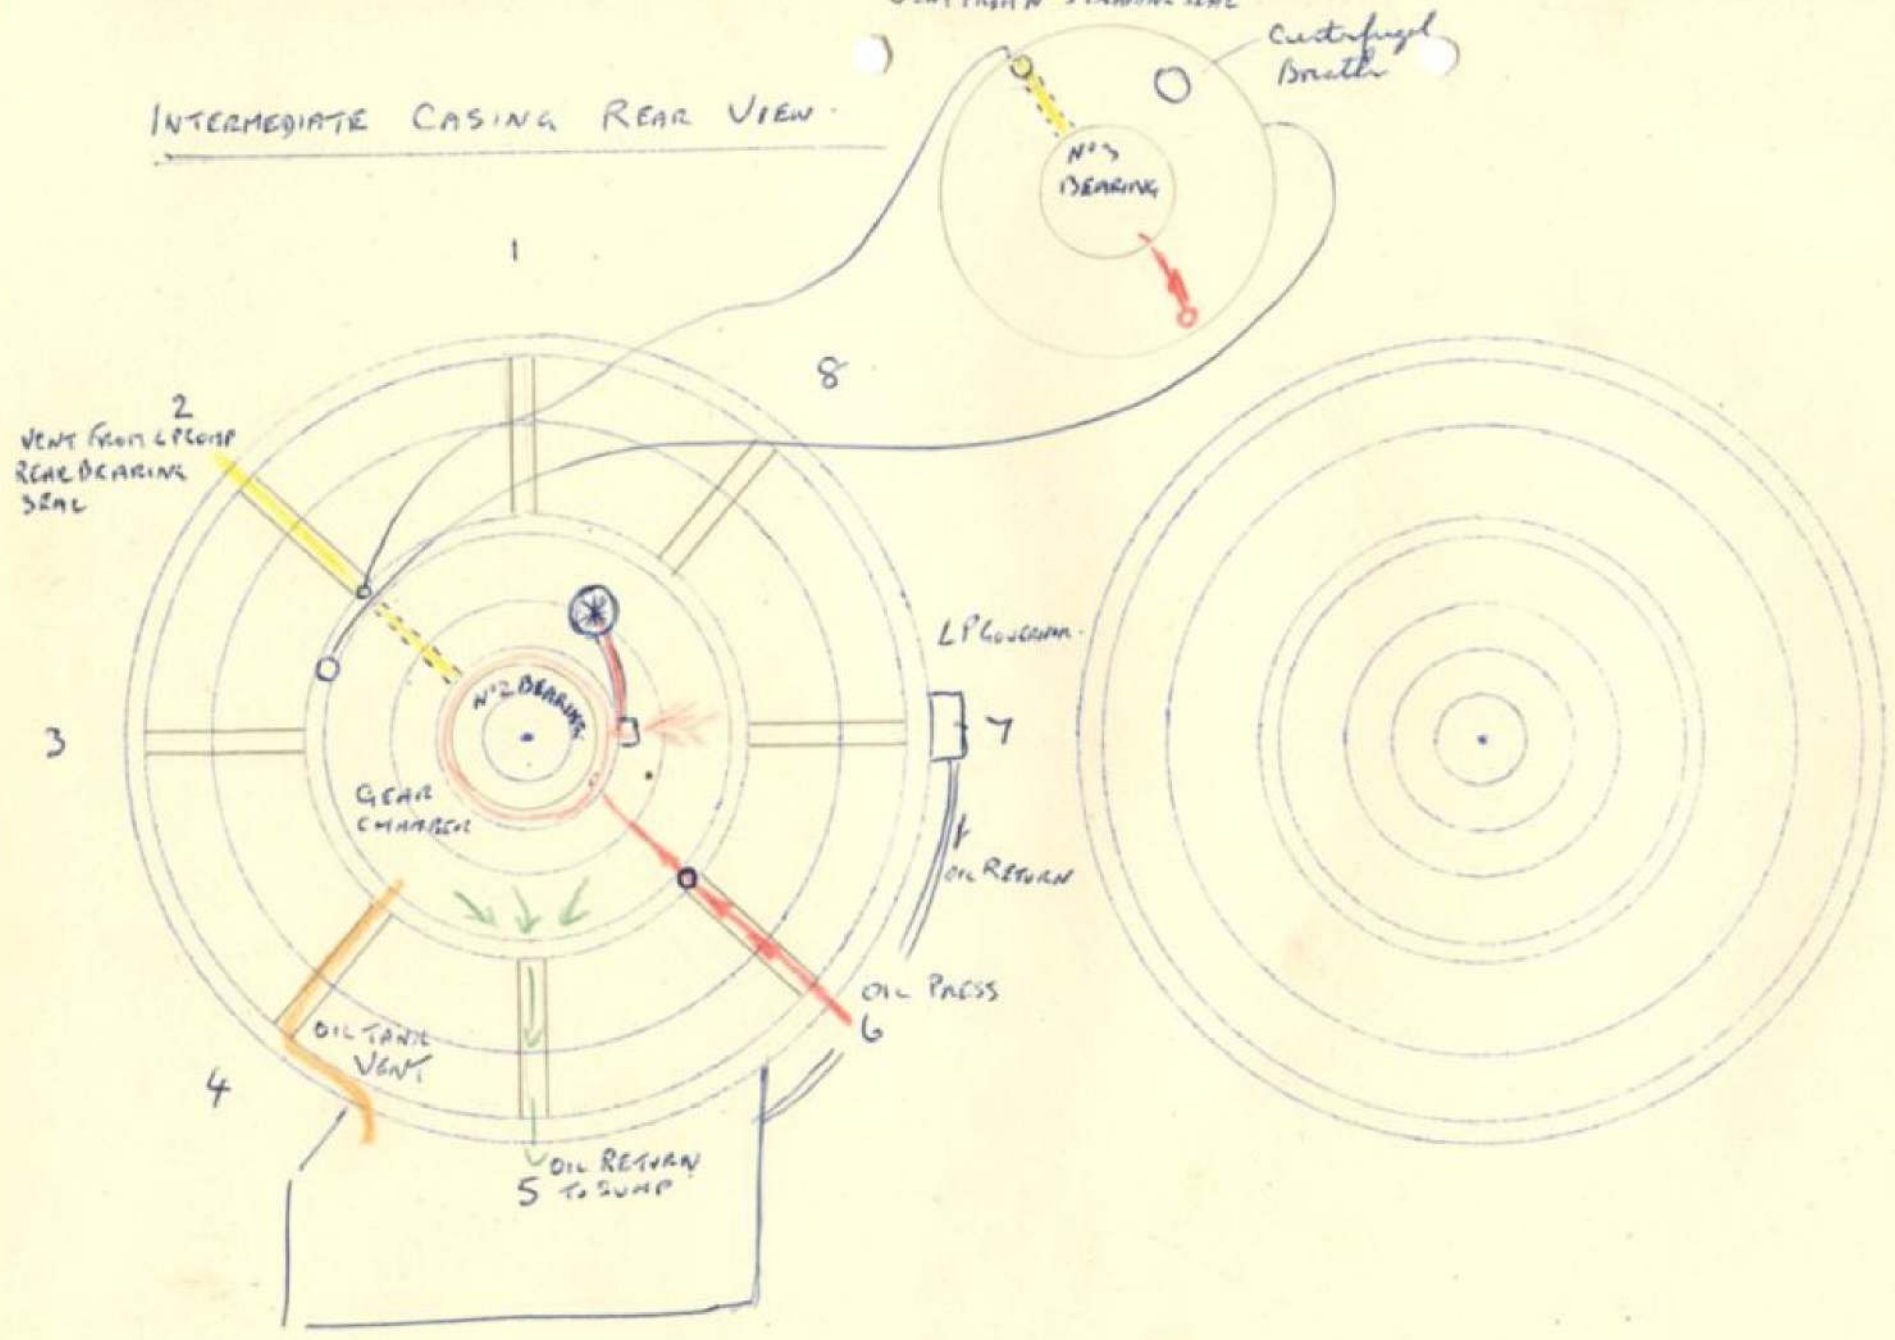 INTERMEDIATE CASING REAR VIEW.
Centrifugal
Breather
No 3
BEARING
1
8
2
VENT FROM LP COMP
REAR BEARING
SEAL
LP GOVERNOR.
No 2 BEARING
3
7
GEAR
CHAMBER
OIL RETURN
OIL PRESS
6
OIL TANK
VENT
4
OIL RETURN
5 TO SUMP